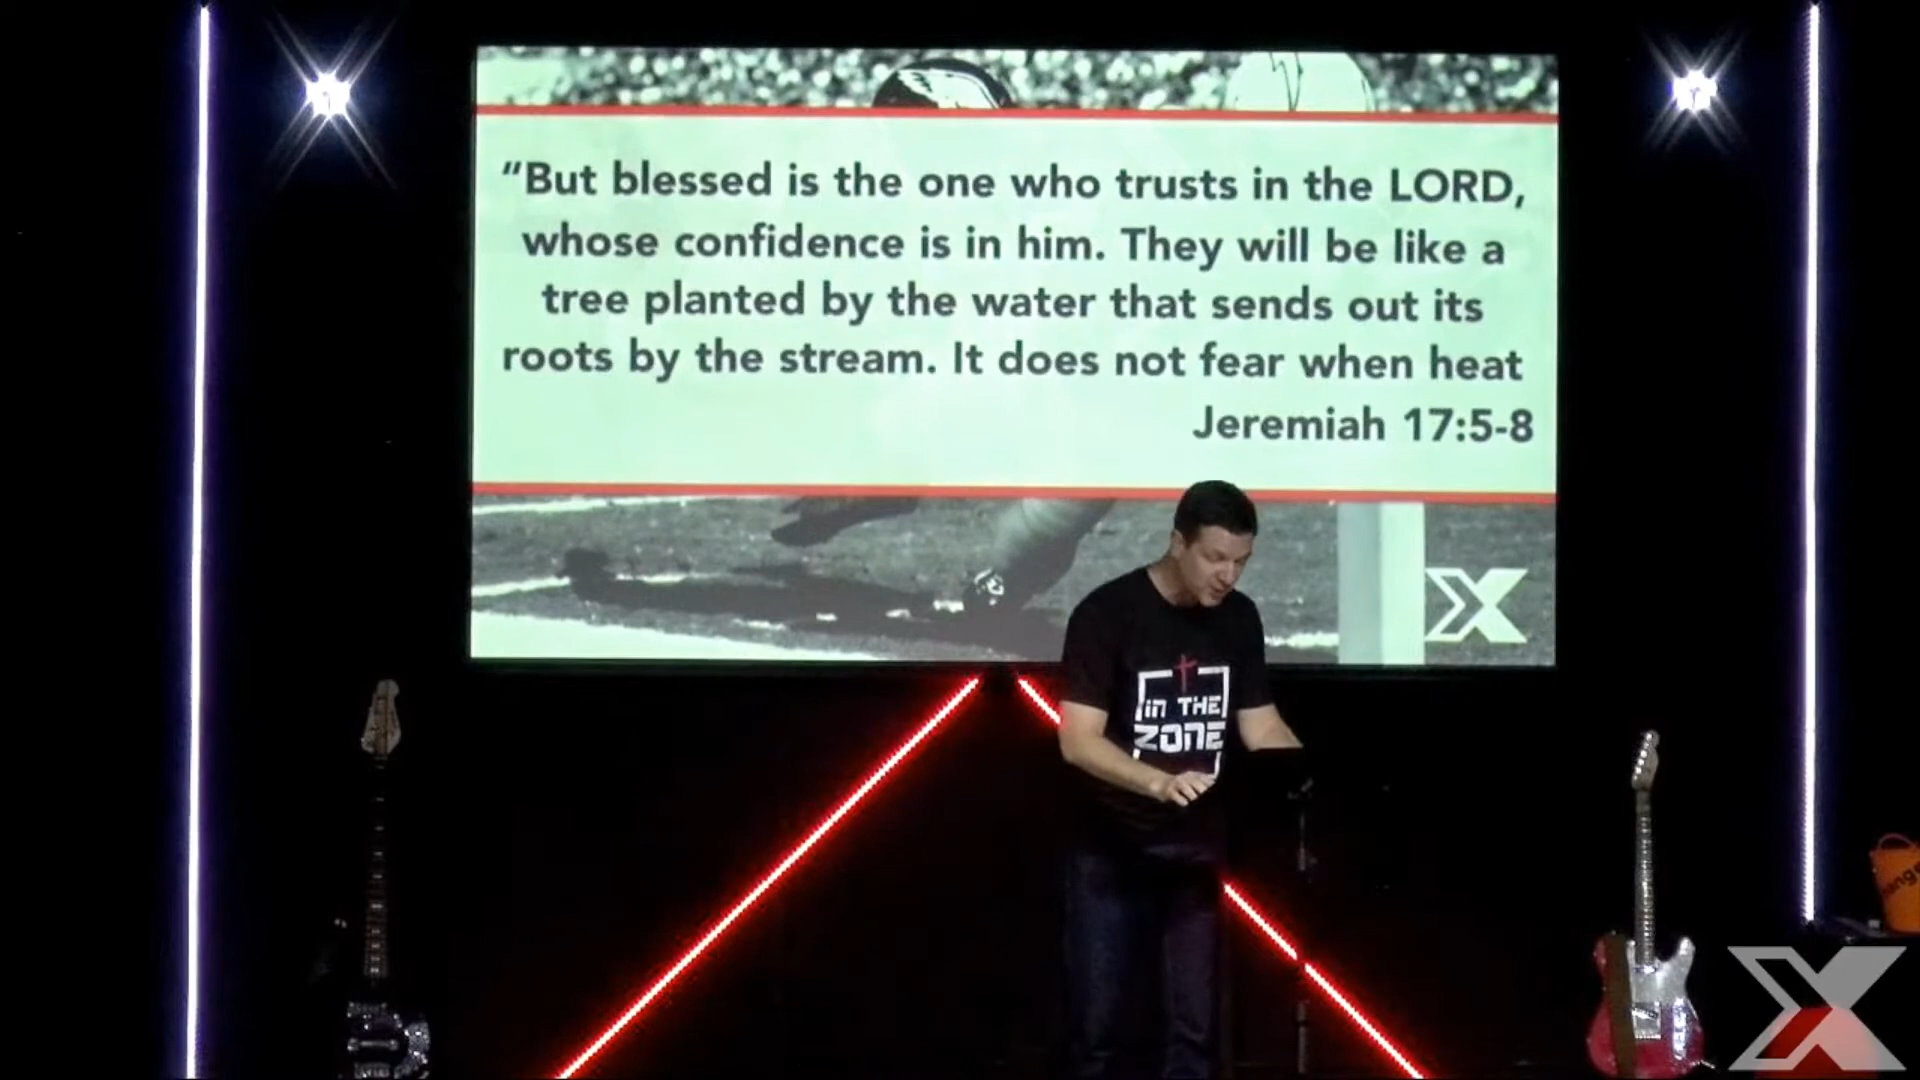 “But blessed is the one who trusts in the LORD,
whose confidence is in him. They will be like a
tree planted by the water that sends out its
roots by the stream. It does not fear when heat
Jeremiah 17:5-8
X
in THE
ZONE
X